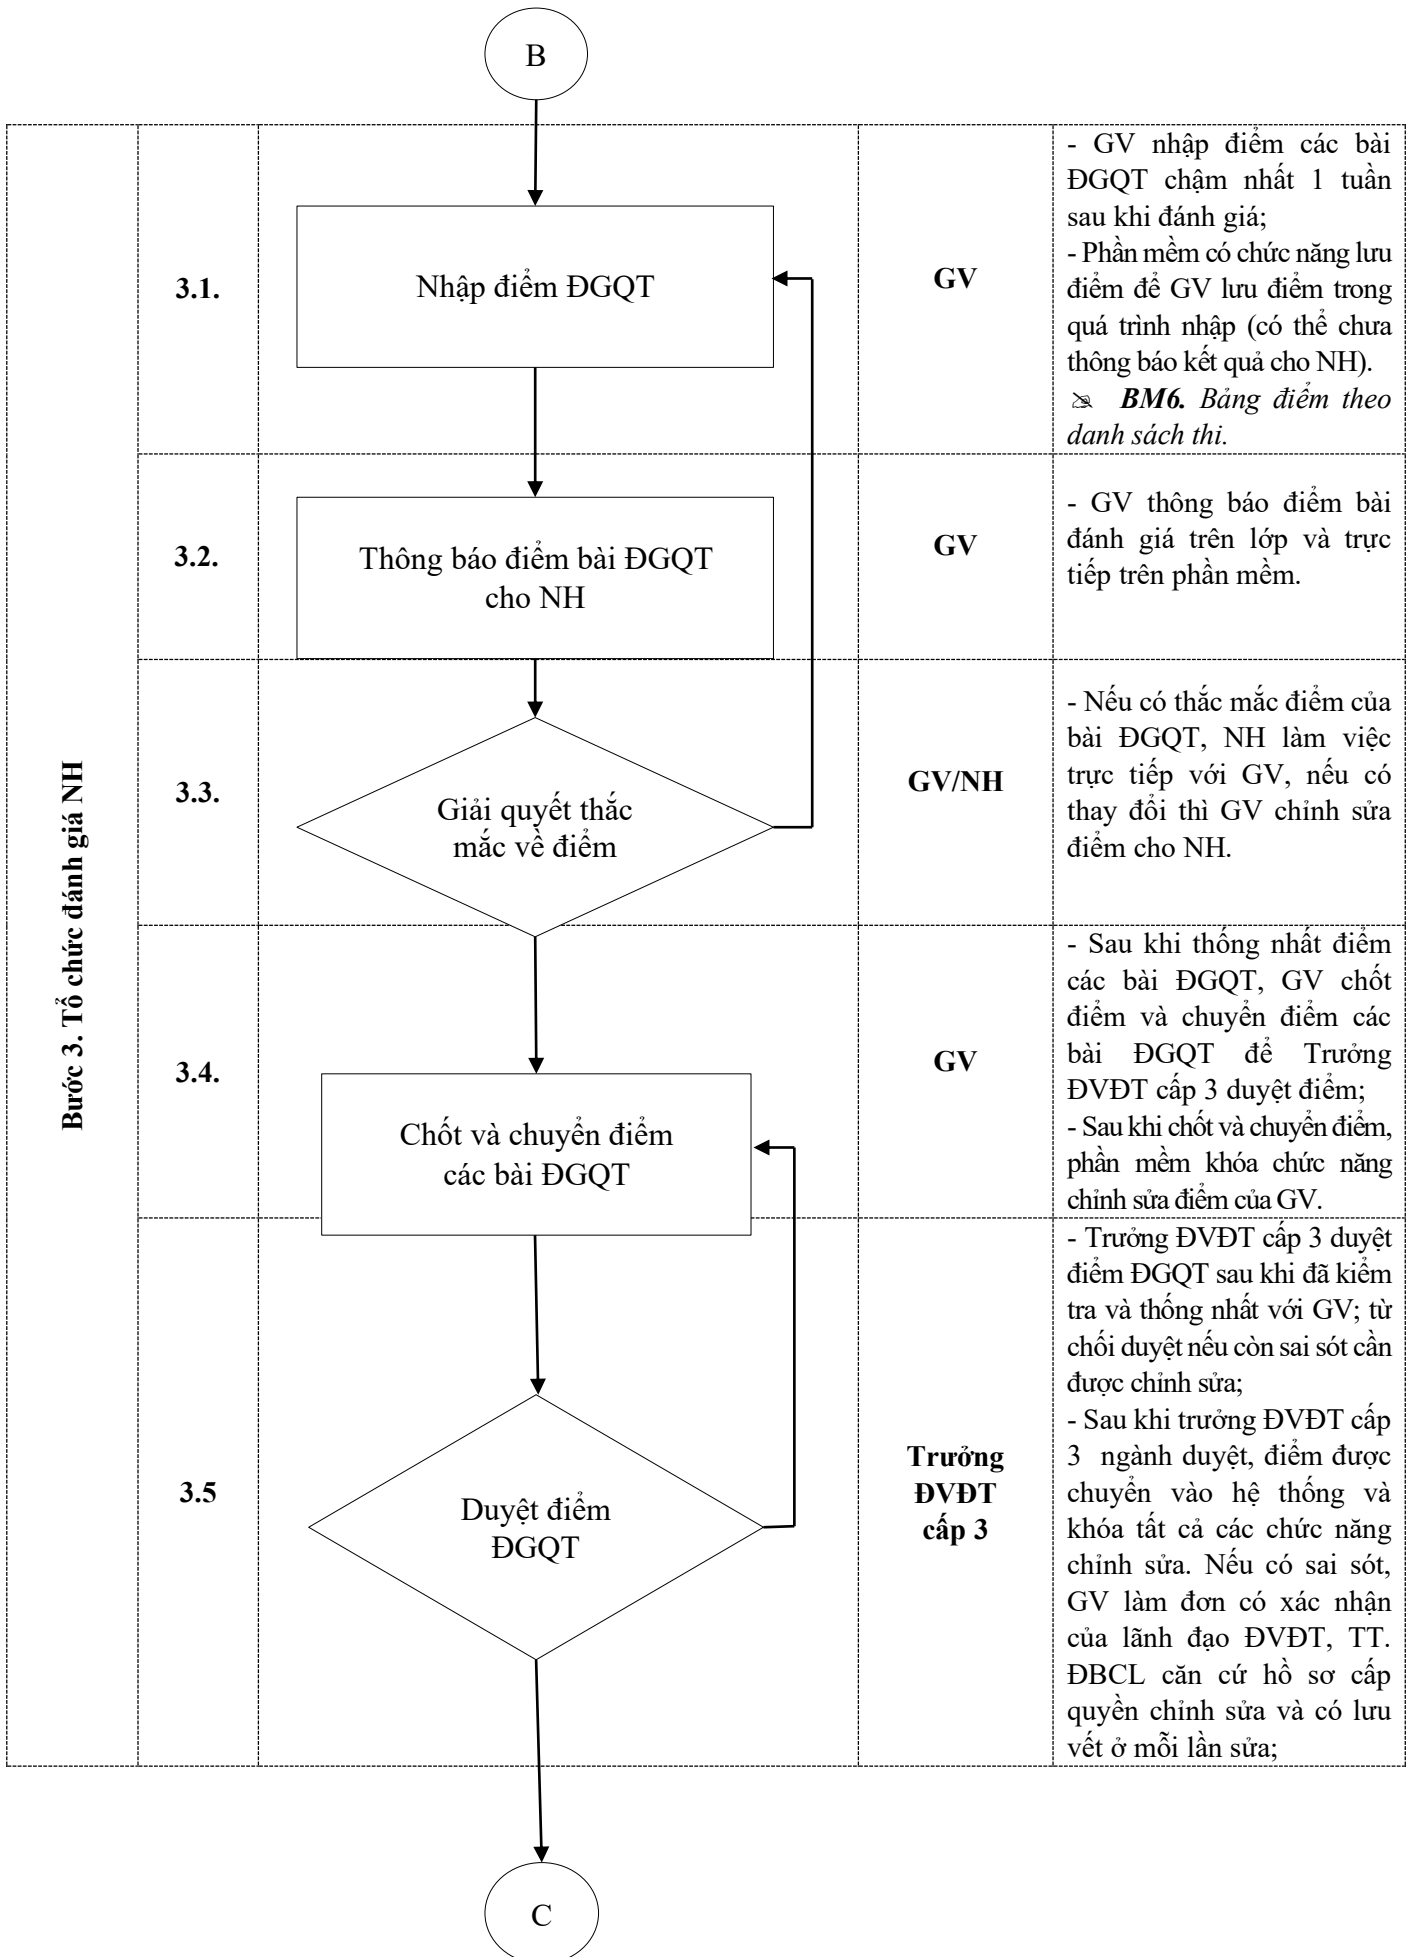 B
Bước 3. Tổ chức đánh giá NH
3.1.
Nhập điểm ĐGQT
GV
- GV nhập điểm các bài
ĐGQT chậm nhất 1 tuần
sau khi đánh giá;
- Phần mềm có chức năng lưu
điểm để GV lưu điểm trong
quá trình nhập (có thể chưa
thông báo kết quả cho NH).
BM6. Bảng điểm theo
danh sách thi.
3.2.
Thông báo điểm bài ĐGQT
cho NH
GV
- GV thông báo điểm bài
đánh giá trên lớp và trực
tiếp trên phần mềm.
3.3.
Giải quyết thắc
mắc về điểm
GV/NH
- Nếu có thắc mắc điểm của
bài ĐGQT, NH làm việc
trực tiếp với GV, nếu có
thay đổi thì GV chỉnh sửa
điểm cho NH.
3.4.
Chốt và chuyển điểm
các bài ĐGQT
GV
- Sau khi thống nhất điểm
các bài ĐGQT, GV chốt
điểm và chuyển điểm các
bài ĐGQT để Trưởng
ĐVĐT cấp 3 duyệt điểm;
- Sau khi chốt và chuyển điểm,
phần mềm khóa chức năng
chỉnh sửa điểm của GV.
3.5
Duyệt điểm
ĐGQT
Trưởng
ĐVĐT
cấp 3
- Trưởng ĐVĐT cấp 3 duyệt
điểm ĐGQT sau khi đã kiểm
tra và thống nhất với GV; từ
chối duyệt nếu còn sai sót cần
được chỉnh sửa;
- Sau khi trưởng ĐVĐT cấp
3 ngành duyệt, điểm được
chuyển vào hệ thống và
khóa tất cả các chức năng
chỉnh sửa. Nếu có sai sót,
GV làm đơn có xác nhận
của lãnh đạo ĐVĐT, TT.
ĐBCL căn cứ hồ sơ cấp
quyền chỉnh sửa và có lưu
vết ở mỗi lần sửa;
C